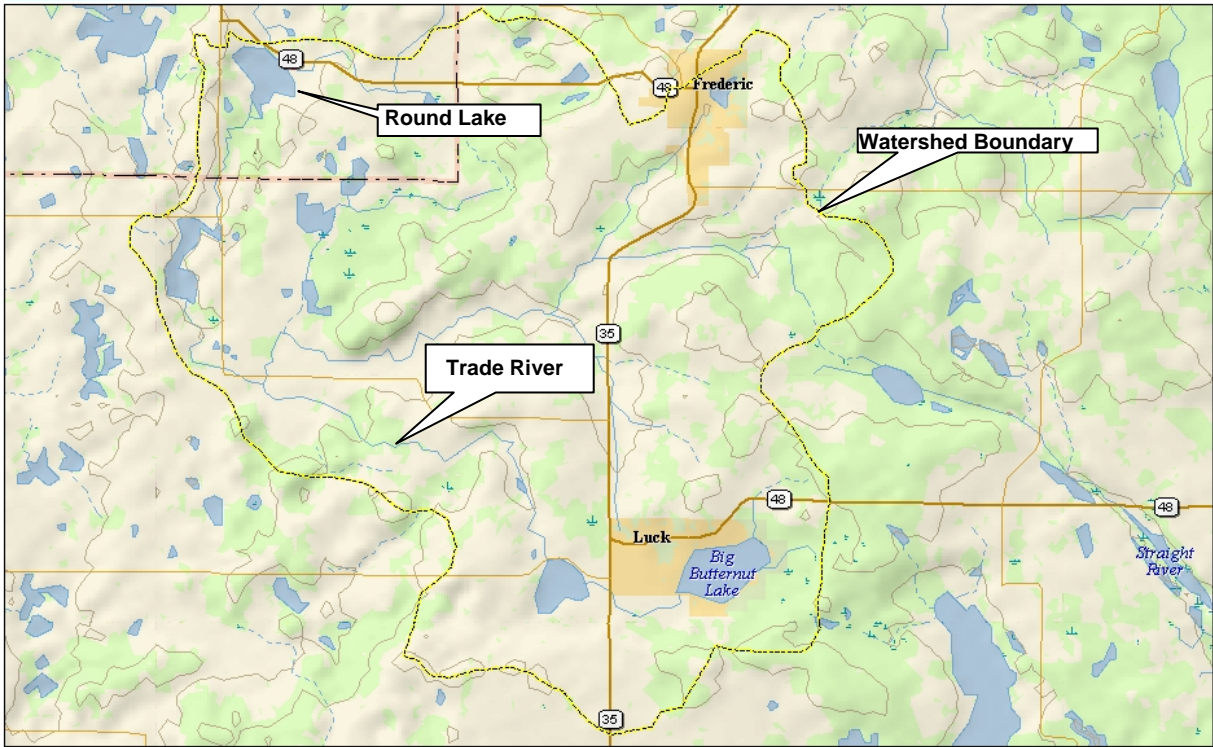 48
Round Lake
48
Frederic
Watershed Boundary
35
Trade River
48
48
Luck
Big
Butternut
Lake
Straight
River
35